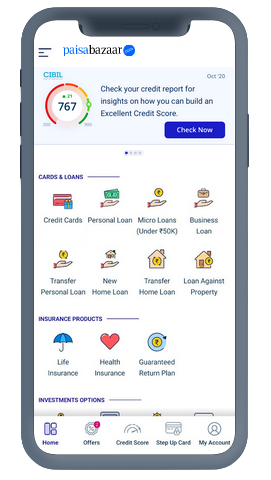 paisabazaar
CIBIL
Oct '20
21
767
300
900
Check your credit report for
insights on how you can build an
Excellent Credit Score.
Check Now
CARDS & LOANS
Credit Cards
Personal Loan
Micro Loans
(Under ₹50K)
Business
Loan
Transfer
Personal Loan
New
Home Loan
Transfer
Home Loan
Loan Against
Property
INSURANCE PRODUCTS
Life
Insurance
Health
Insurance
Guaranteed
Return Plan
INVESTMENTS OPTIONS
Home
Offers
Credit Score
Step Up Card
My Account